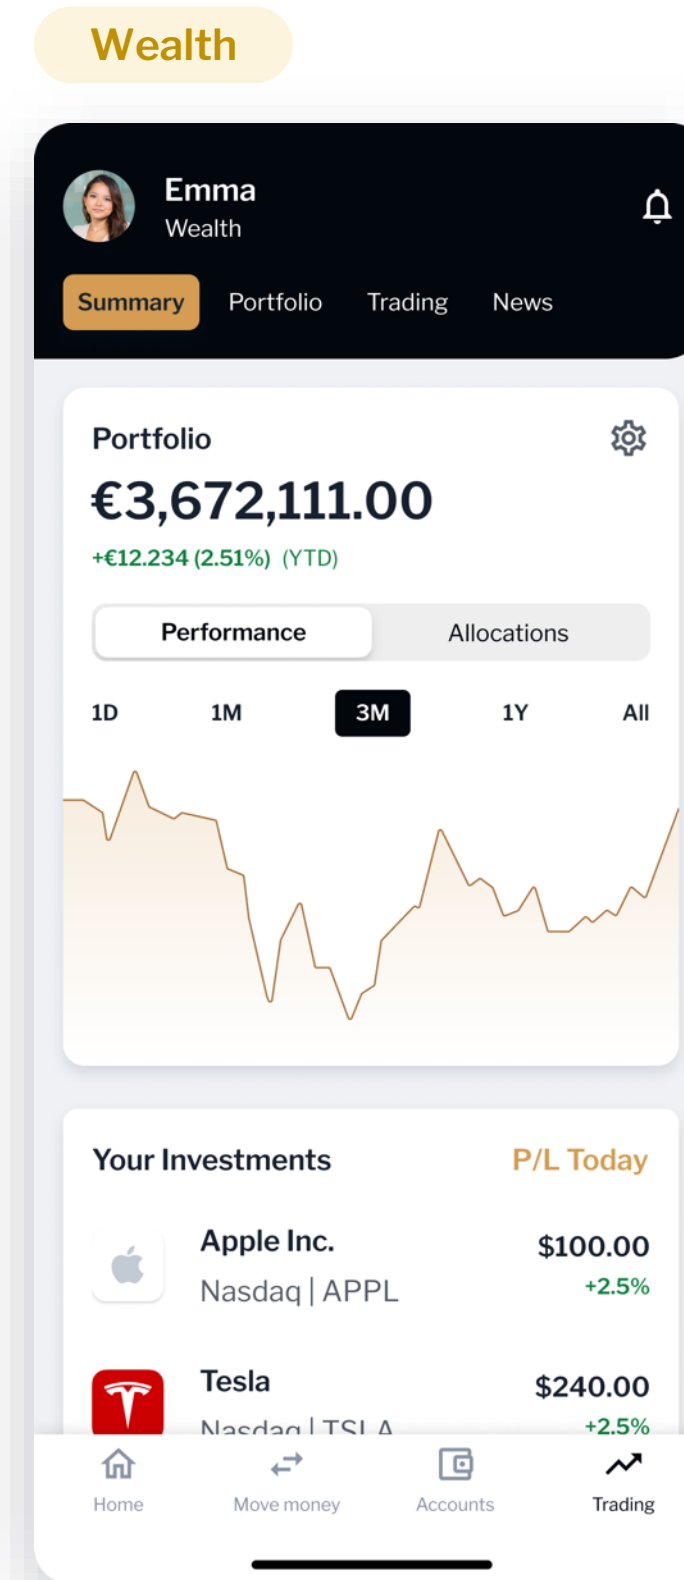 Wealth
Emma
Wealth
Summary Portfolio Trading News
Portfolio
€3,672,111.00
+€12.234 (2.51%) (YTD)
Performance Allocations
1D 1M 3M 1Y All
Your Investments P/L Today
Apple Inc. $100.00
Nasdaq | APPL +2.5%
Tesla $240.00
Nasdaq | TSLA +2.5%
Home Move money Accounts Trading